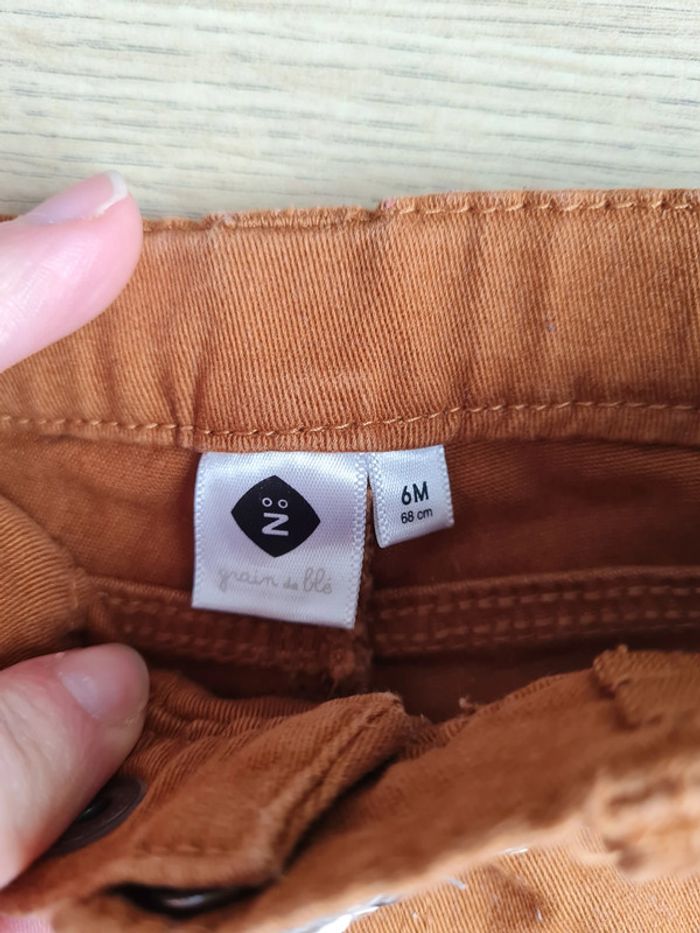 Z
grain de blé
6M
68 cm